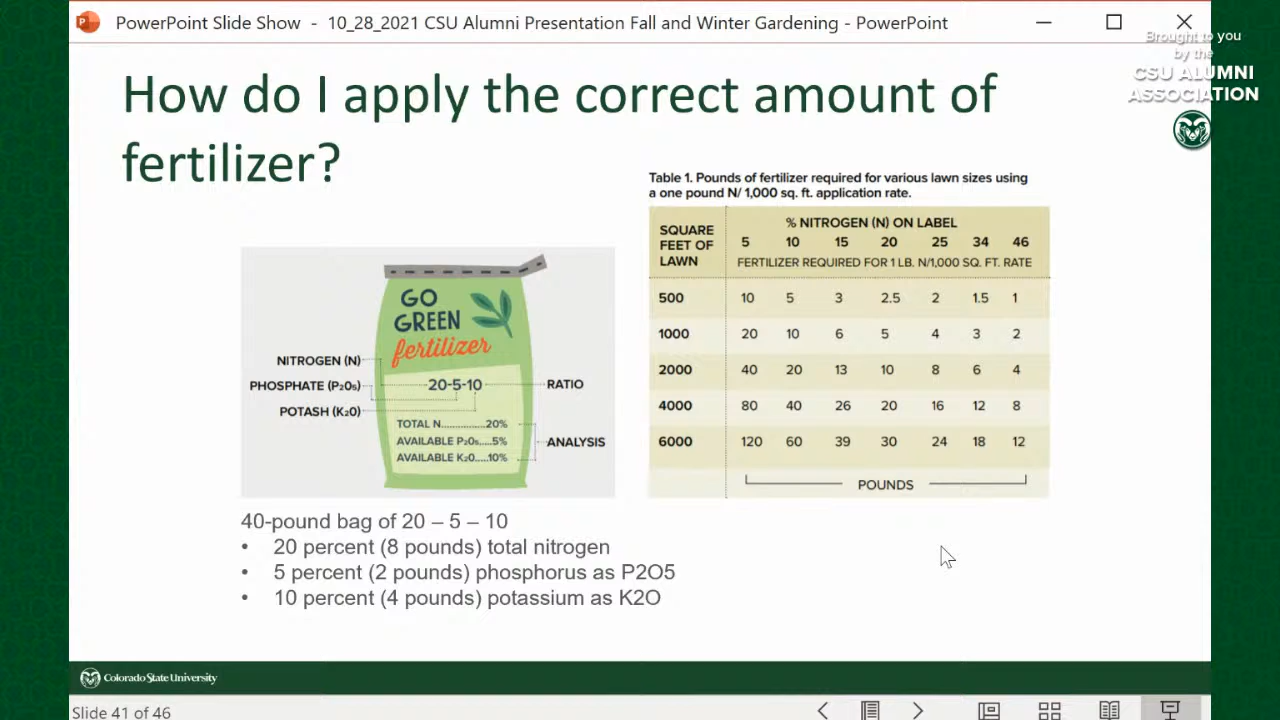 PowerPoint Slide Show - 10_28_2021 CSU Alumni Presentation Fall and Winter Gardening - PowerPoint
Brought to you
by the
CSU ALUMNI
ASSOCIATION
How do I apply the correct amount of
fertilizer?
Table 1. Pounds of fertilizer required for various lawn sizes using
a one pound N/ 1,000 sq. ft. application rate.
SQUARE
FEET OF
LAWN
% NITROGEN (N) ON LABEL
5 10 15 20 25 34 46
FERTILIZER REQUIRED FOR 1 LB. N/1,000 SQ. FT. RATE
500 10 5 3 2.5 2 1.5 1
1000 20 10 6 5 4 3 2
2000 40 20 13 10 8 6 4
4000 80 40 26 20 16 12 8
6000 120 60 39 30 24 18 12
POUNDS
GO
GREEN
fertilizer
NITROGEN (N)
PHOSPHATE (P₂O₅)
POTASH (K₂O)
20-5-10
RATIO
TOTAL N..............20%
AVAILABLE P₂O₅....5%
AVAILABLE K₂O.....10%
ANALYSIS
40-pound bag of 20 – 5 – 10
• 20 percent (8 pounds) total nitrogen
• 5 percent (2 pounds) phosphorus as P2O5
• 10 percent (4 pounds) potassium as K2O
Colorado State University
Slide 41 of 46